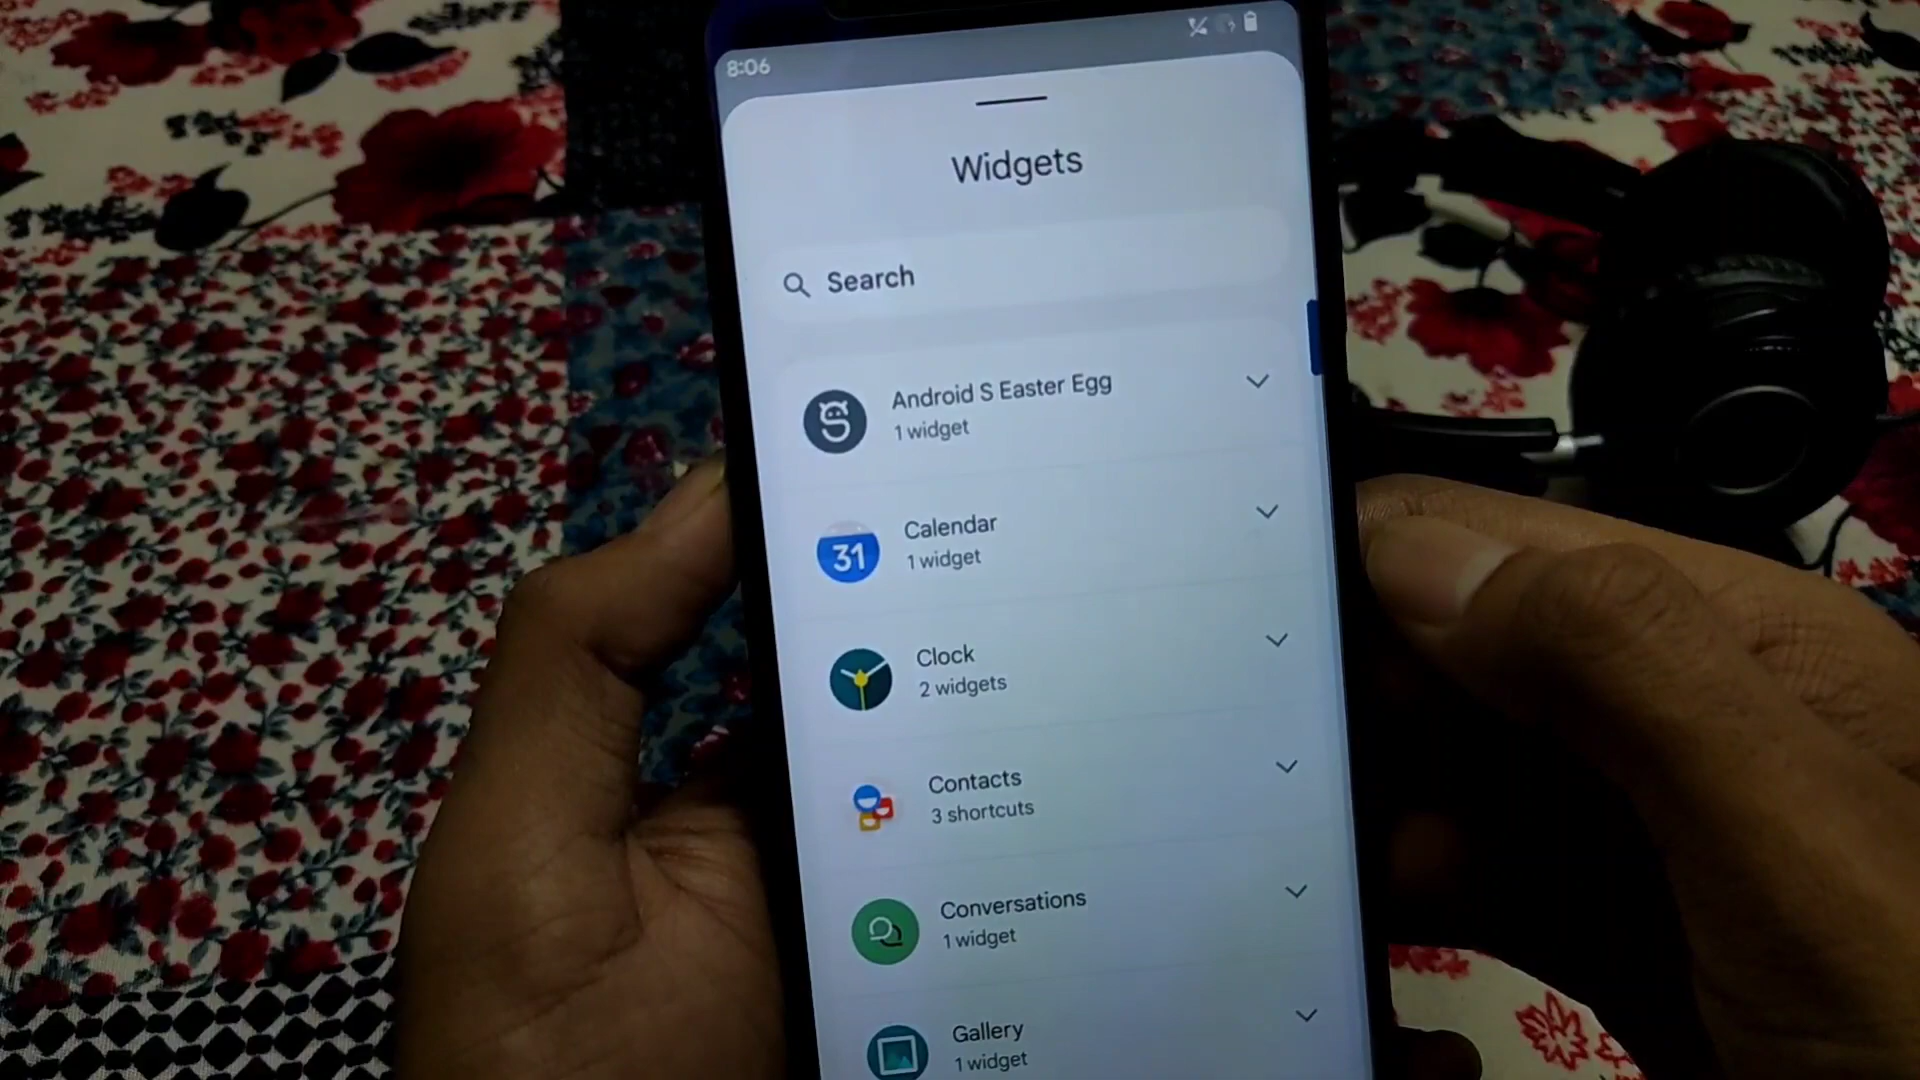 8:06
Widgets
Search
Android S Easter Egg
1 widget
31
Calendar
1 widget
Clock
2 widgets
Contacts
3 shortcuts
Conversations
1 widget
Gallery
1 widget